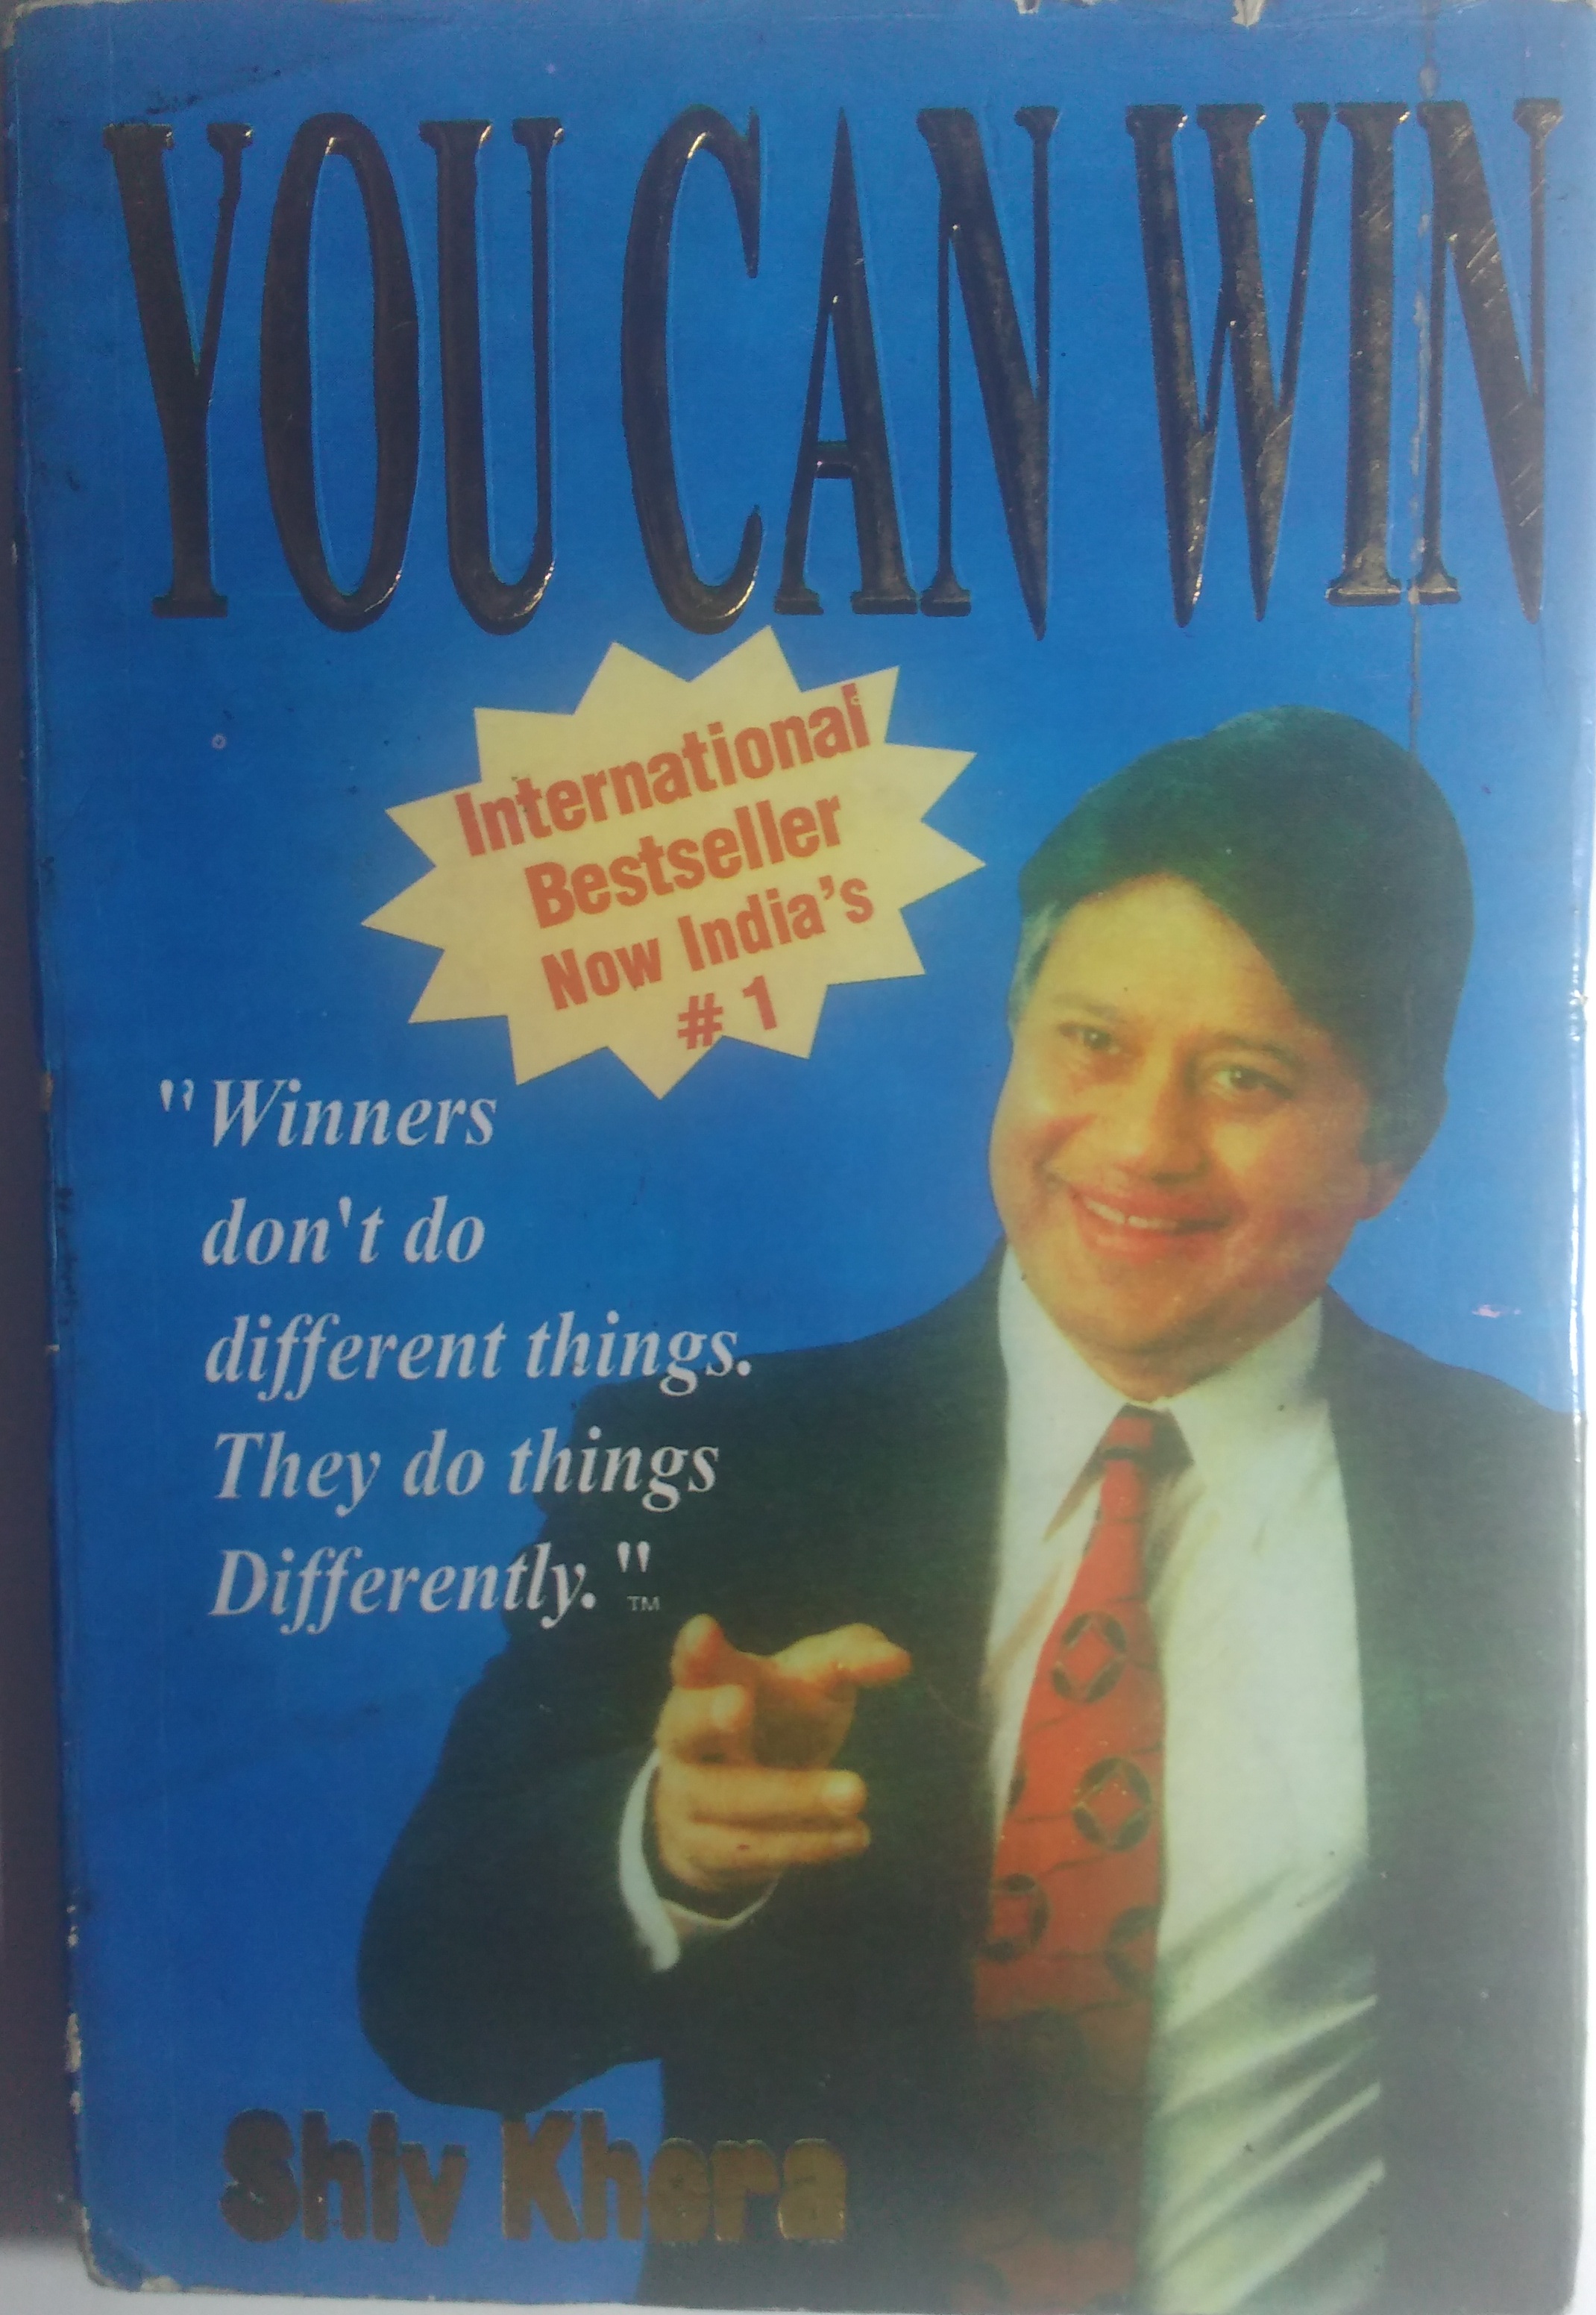 YOU CAN WIN
International
Bestseller
Now India's
# 1
"Winners
don't do
different things.
They do things
Differently."
TM
Shiv Khera